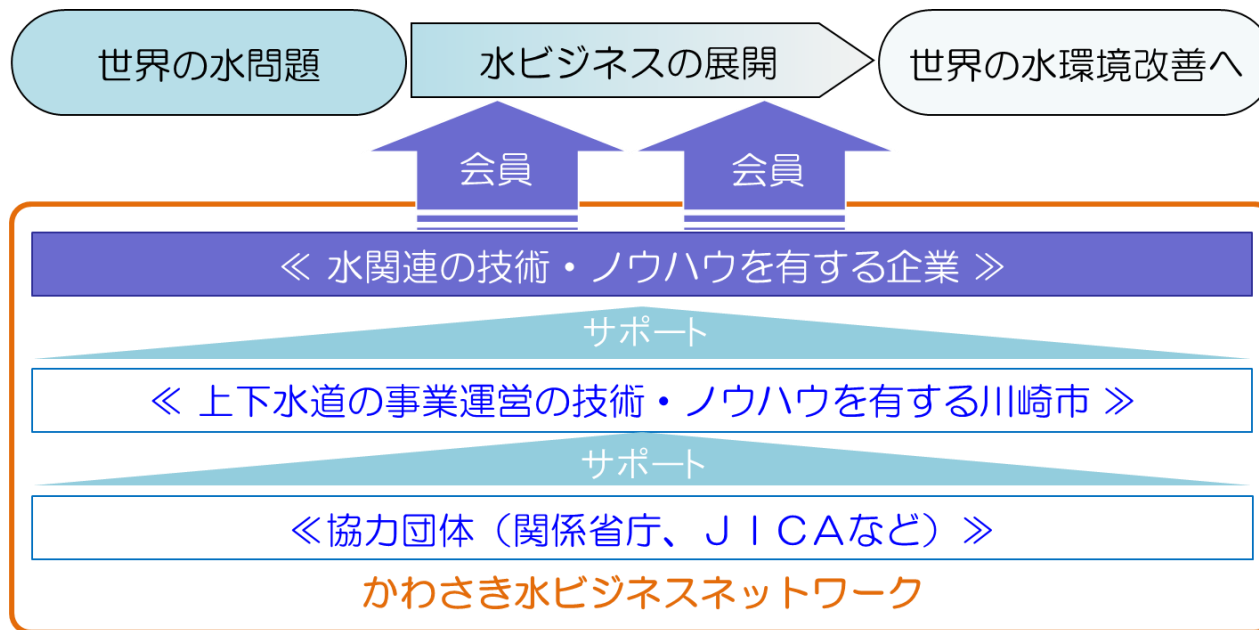 世界の水問題
水ビジネスの展開
世界の水環境改善へ
会員
会員
≪ 水関連の技術・ノウハウを有する企業 ≫
サポート
≪ 上下水道の事業運営の技術・ノウハウを有する川崎市 ≫
サポート
≪協力団体（関係省庁、ＪＩＣＡなど）≫
かわさき水ビジネスネットワーク